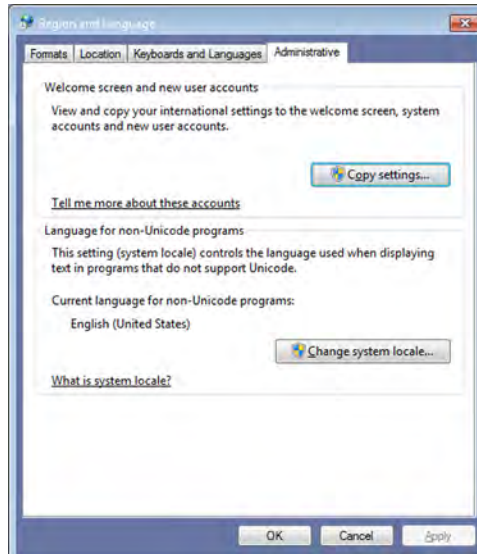 Region and Language
Formats Location Keyboards and Languages Administrative
Welcome screen and new user accounts
View and copy your international settings to the welcome screen, system
accounts and new user accounts.
Copy settings...
Tell me more about these accounts
Language for non-Unicode programs
This setting (system locale) controls the language used when displaying
text in programs that do not support Unicode.
Current language for non-Unicode programs:
English (United States)
Change system locale...
What is system locale?
OK Cancel Apply